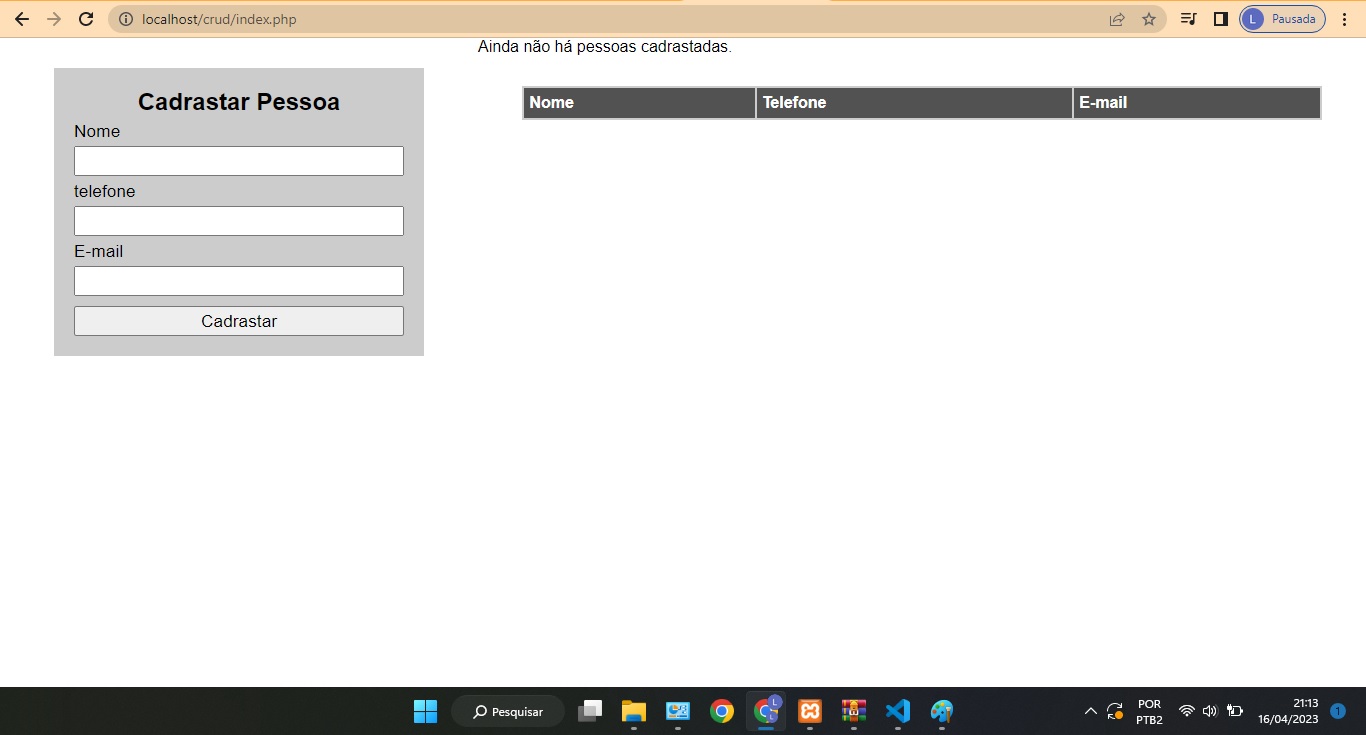 localhost/crud/index.php
L Pausada
Ainda não há pessoas cadrastadas.
Cadrastar Pessoa
Nome
telefone
E-mail
Cadrastar
Nome Telefone E-mail
Pesquisar
L
POR
PTB2
21:13
16/04/2023
1